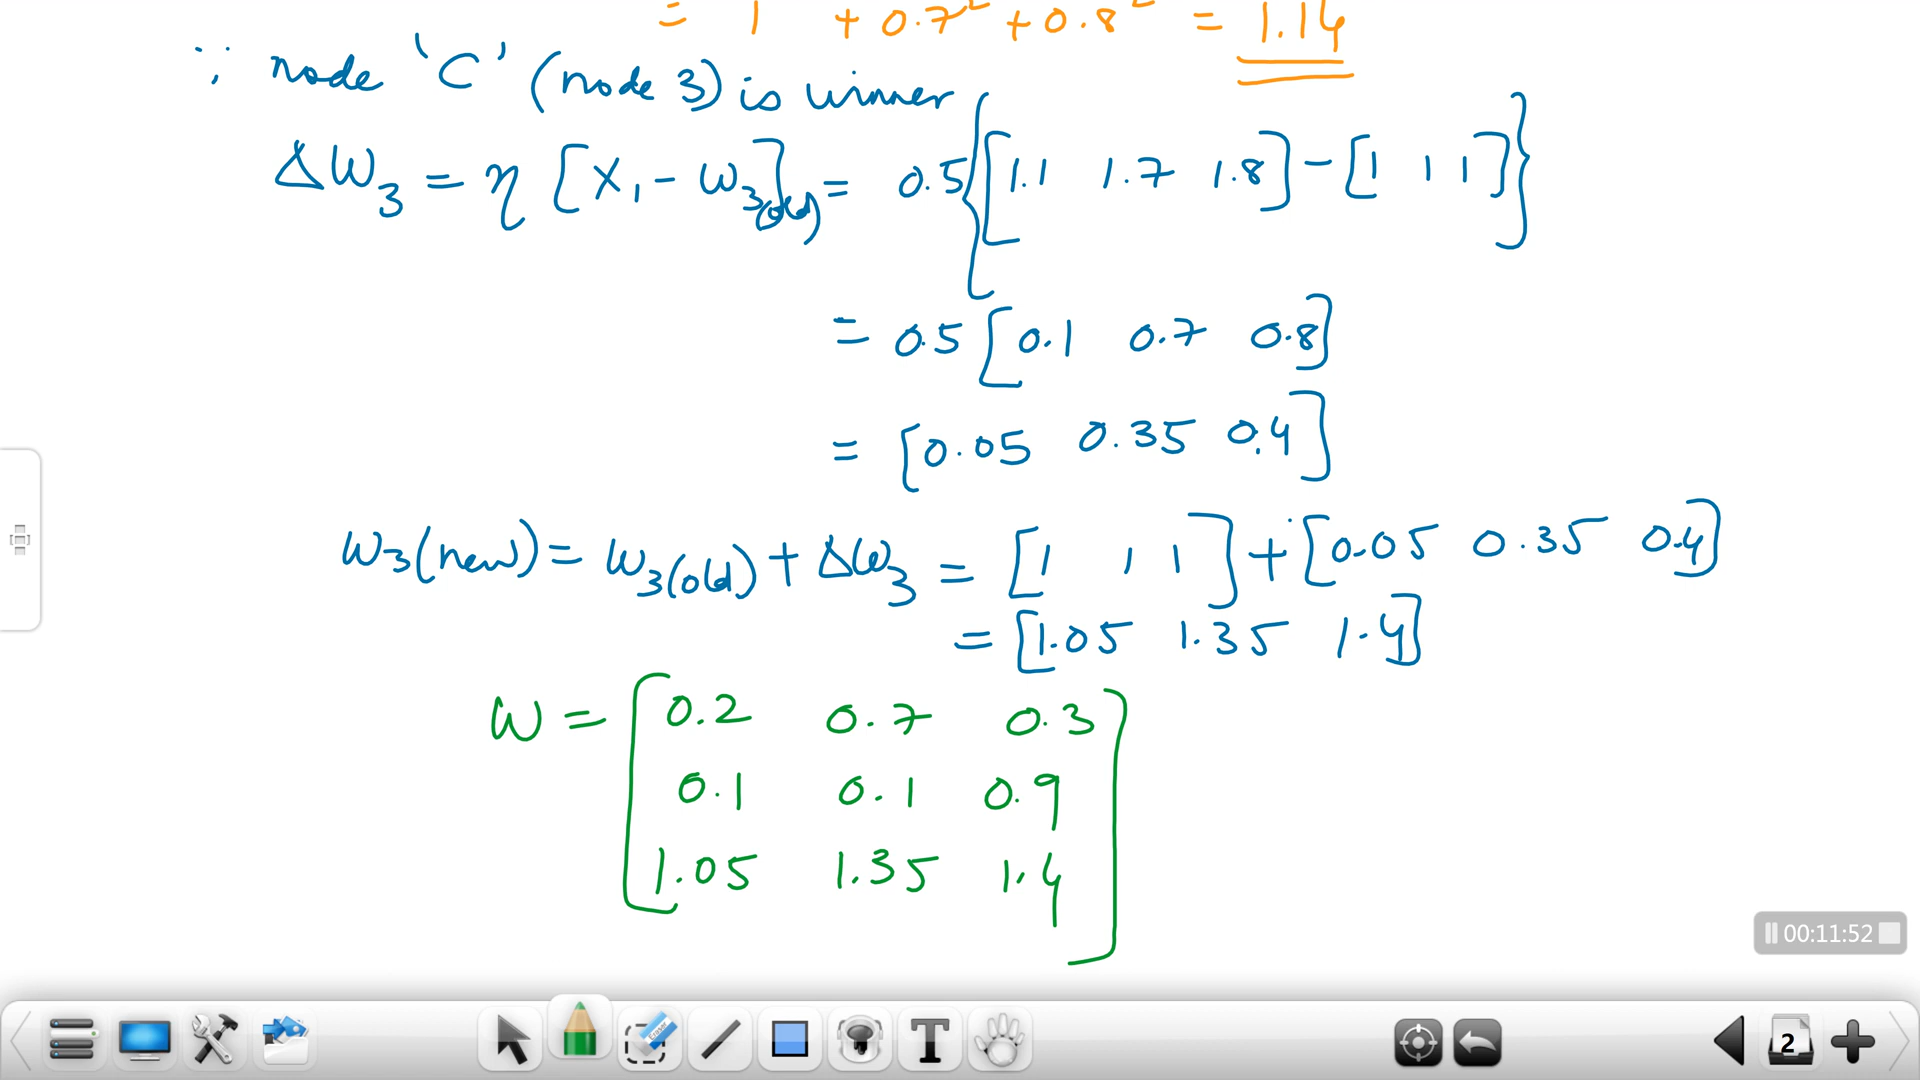 = 1 + 0.7² + 0.8² = 1.14
∵ node 'C' (node 3) is winner
ΔW₃ = η [X₁ - W₃(old)] = 0.5{[1.1 1.7 1.8] - [1 1 1]}
= 0.5 [0.1 0.7 0.8]
= [0.05 0.35 0.4]
W₃(new) = W₃(old) + ΔW₃ = [1 1 1] + [0.05 0.35 0.4]
= [1.05 1.35 1.4]
W = [0.2 0.7 0.3
0.1 0.1 0.9
1.05 1.35 1.4]
00:11:52
T
2